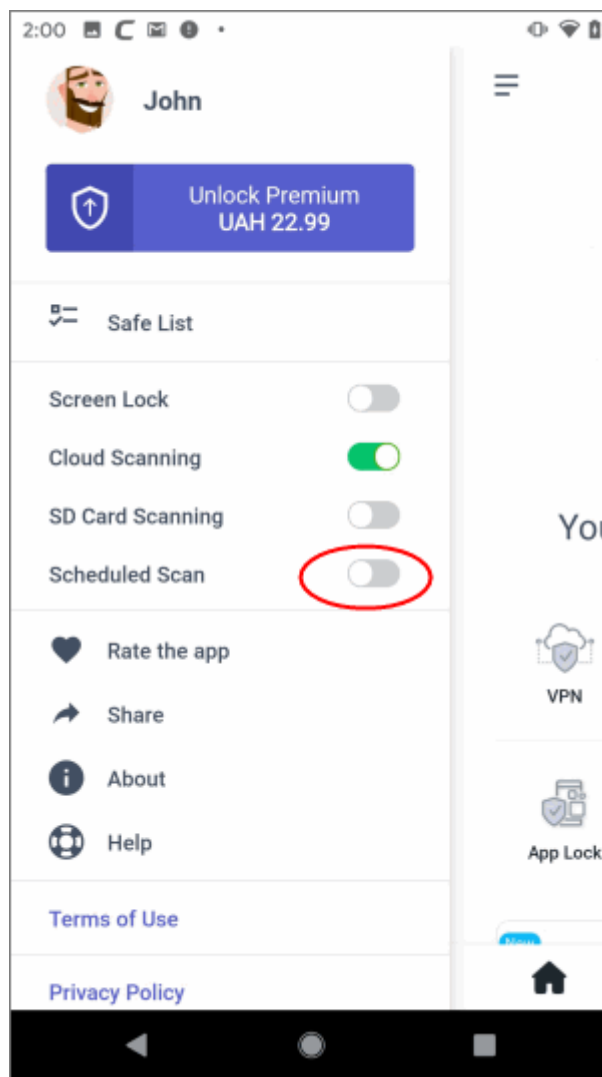 2:00
John
Unlock Premium
UAH 22.99
Safe List
Screen Lock
Cloud Scanning
SD Card Scanning
Scheduled Scan
Rate the app
Share
About
Help
Terms of Use
Privacy Policy
You
VPN
App Lock